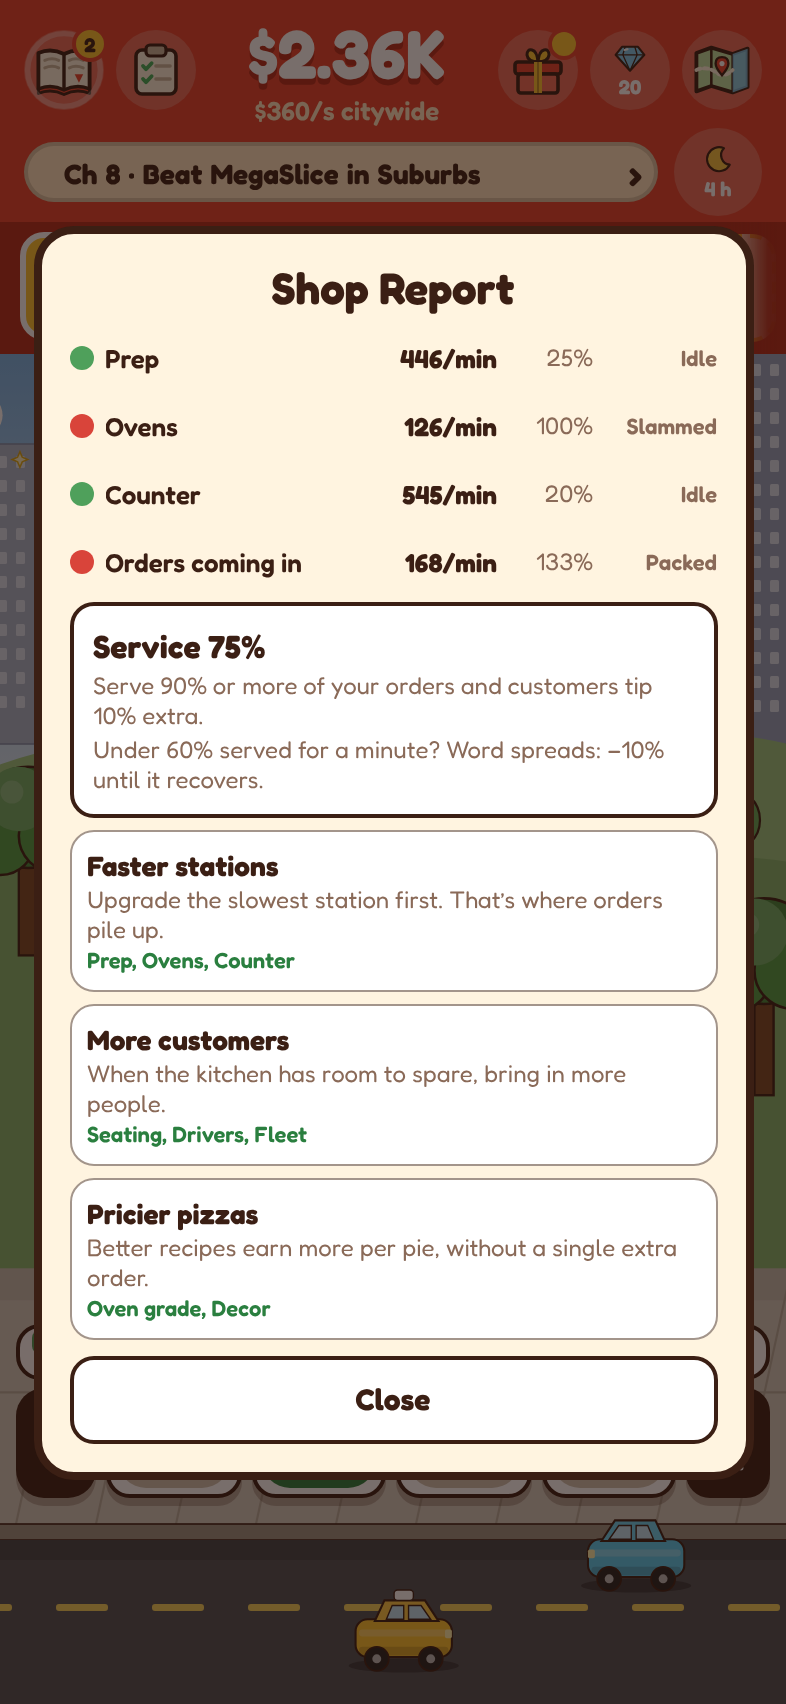 2
$2.36K
$360/s citywide
20
Ch 8 · Beat MegaSlice in Suburbs
4 h
Shop Report
Prep 446/min 25% Idle
Ovens 126/min 100% Slammed
Counter 545/min 20% Idle
Orders coming in 168/min 133% Packed
Service 75%
Serve 90% or more of your orders and customers tip
10% extra.
Under 60% served for a minute? Word spreads: −10%
until it recovers.
Faster stations
Upgrade the slowest station first. That’s where orders
pile up.
Prep, Ovens, Counter
More customers
When the kitchen has room to spare, bring in more
people.
Seating, Drivers, Fleet
Pricier pizzas
Better recipes earn more per pie, without a single extra
order.
Oven grade, Decor
Close